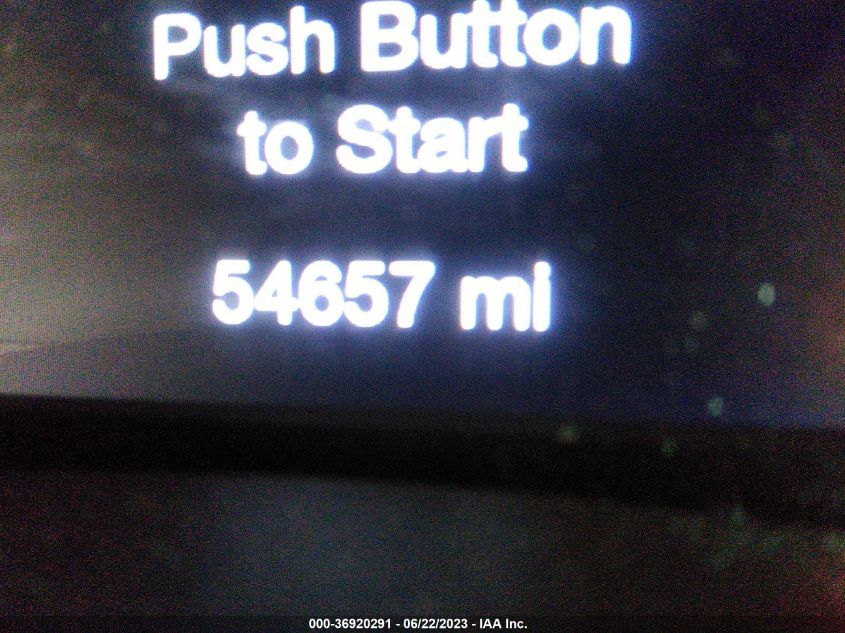 Push Button
to Start
54657 mi
000-36920291 - 06/22/2023 - IAA Inc.